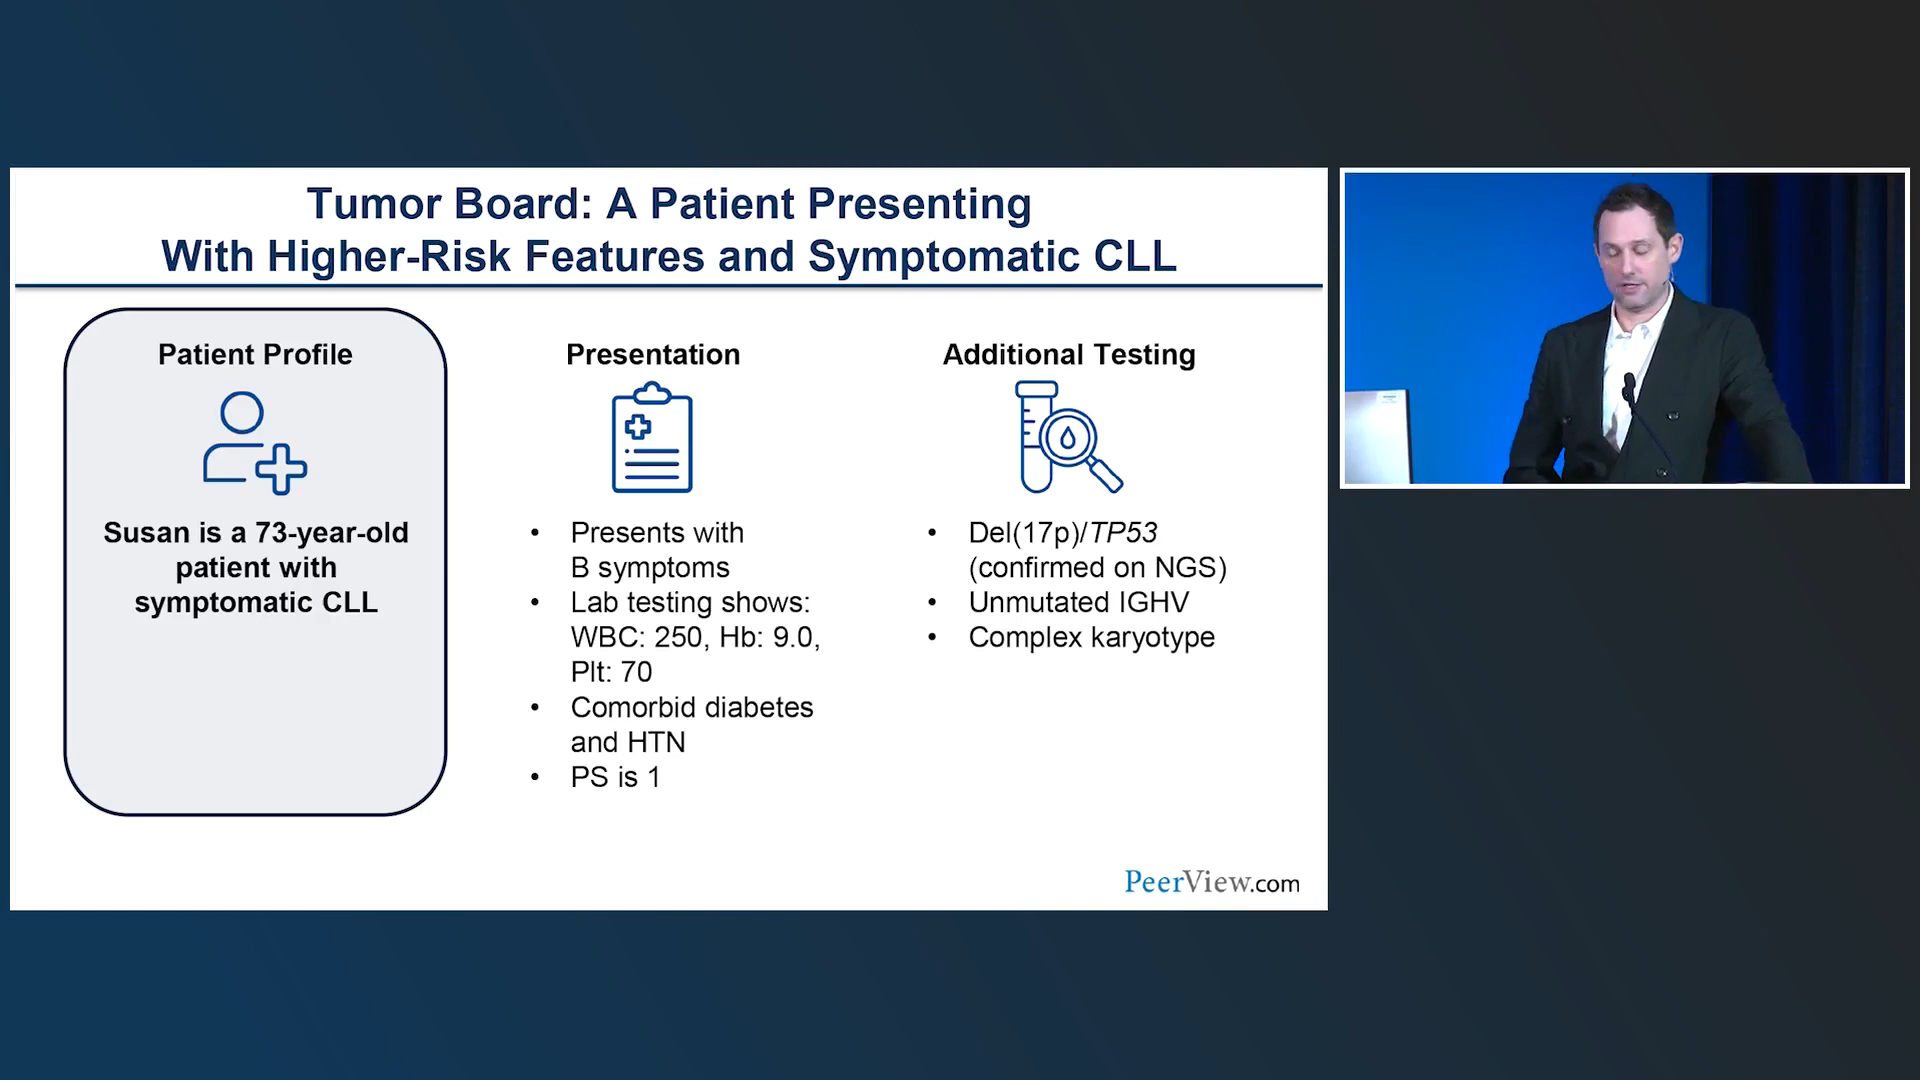 Tumor Board: A Patient Presenting
With Higher-Risk Features and Symptomatic CLL
Patient Profile
Susan is a 73-year-old
patient with
symptomatic CLL
Presentation
• Presents with
B symptoms
• Lab testing shows:
WBC: 250, Hb: 9.0,
Plt: 70
• Comorbid diabetes
and HTN
• PS is 1
Additional Testing
• Del(17p)/TP53
(confirmed on NGS)
• Unmutated IGHV
• Complex karyotype
PeerView.com